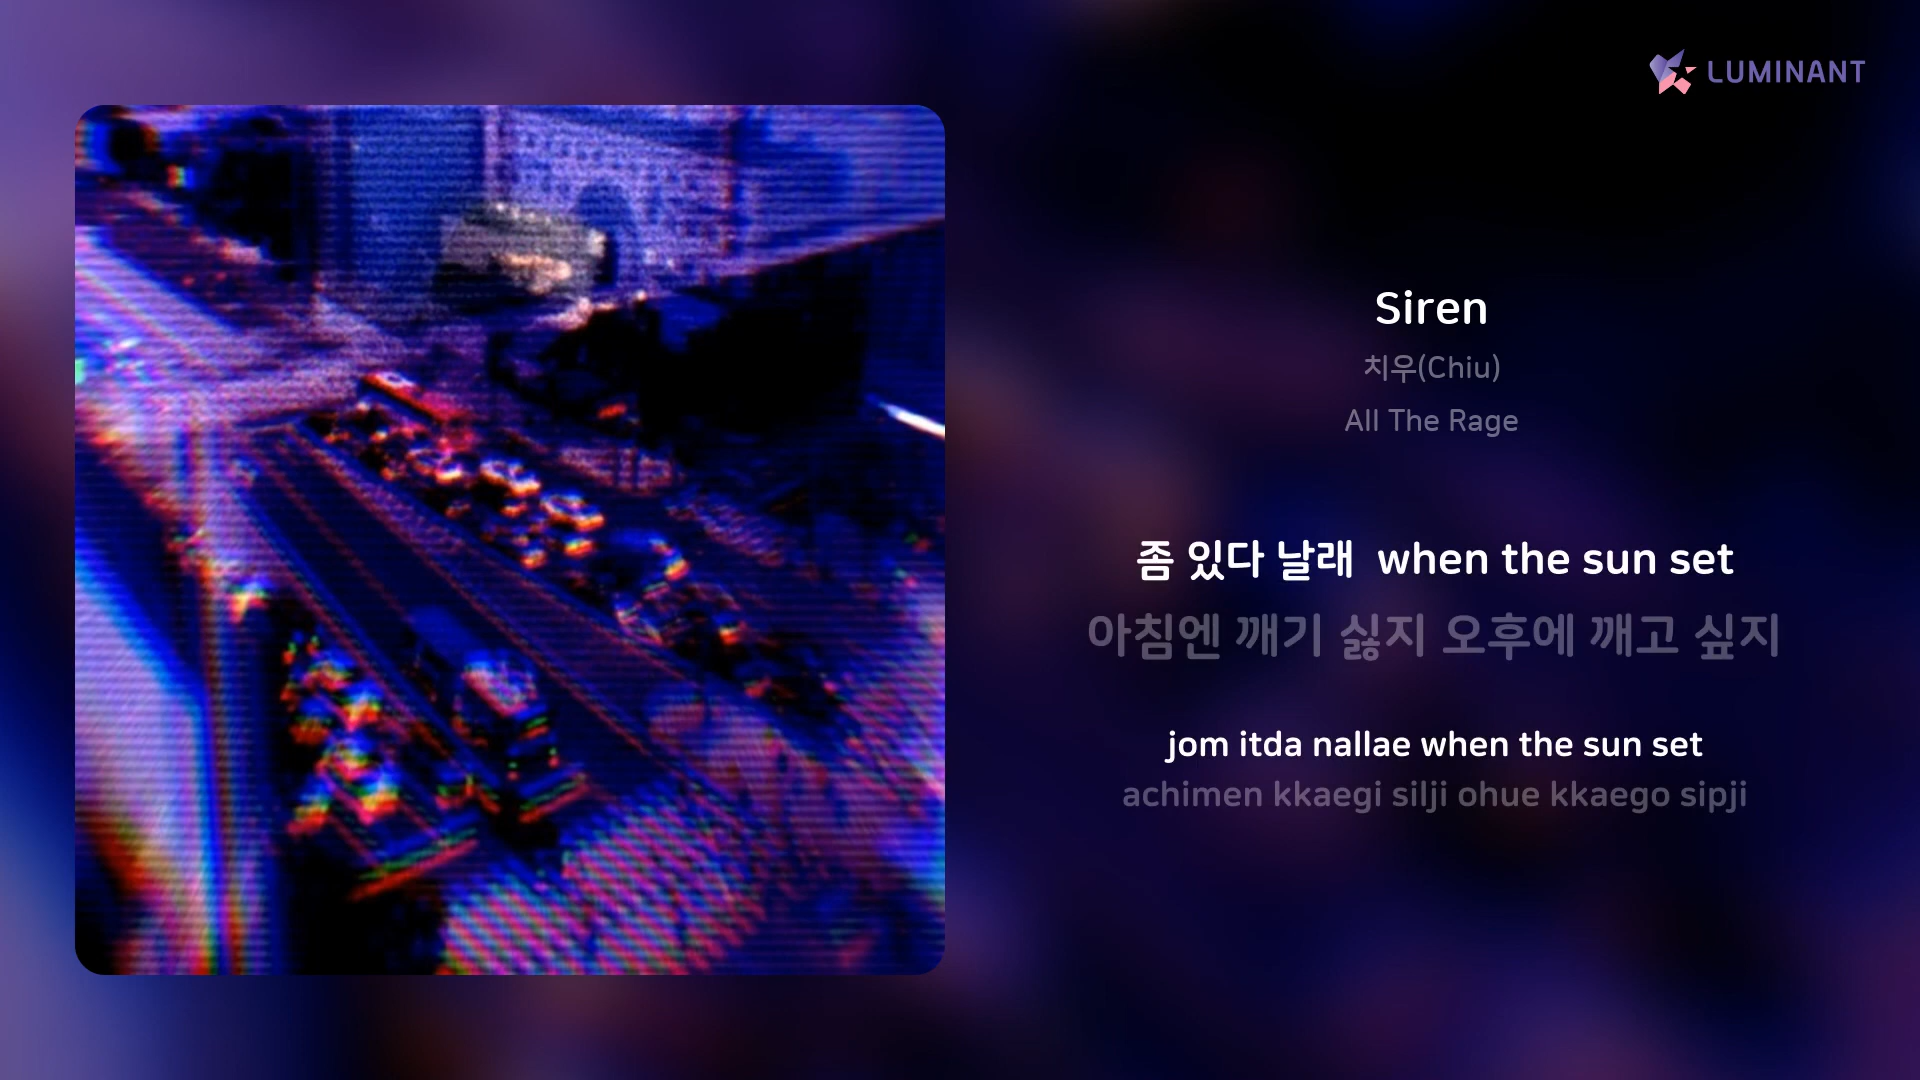 LUMINANT
Siren
치우(Chiu)
All The Rage
좀 있다 날래 when the sun set
아침엔 깨기 싫지 오후에 깨고 싶지
jom itda nallae when the sun set
achimen kkaegi silji ohue kkaego sipji